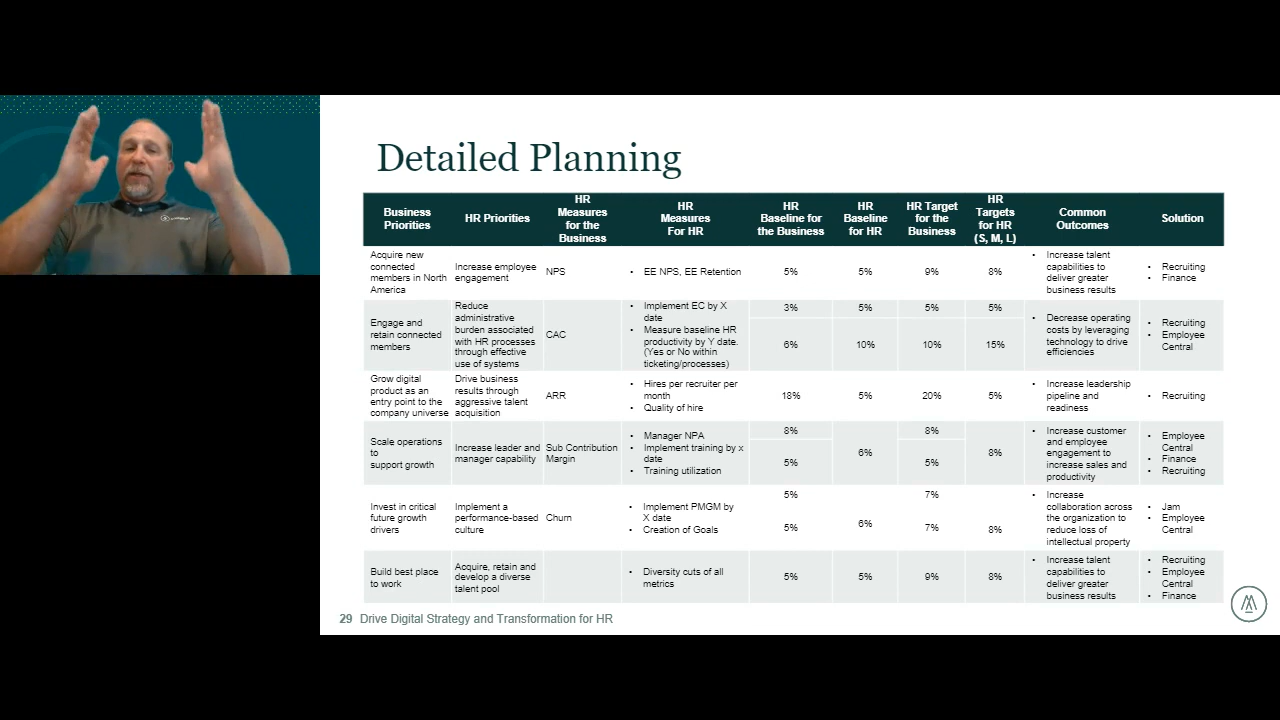 Detailed Planning
Business
Priorities
HR Priorities
HR
Measures
for the
Business
HR
Measures
For HR
HR
Baseline for
the Business
HR
Baseline
for HR
HR Target
for the
Business
HR
Targets
for HR
(S, M, L)
Common
Outcomes
Solution
Acquire new
connected
members in North
America
Increase employee
engagement
NPS
• EE NPS, EE Retention
5%
5%
9%
8%
• Increase talent
capabilities to
deliver greater
business results
• Recruiting
• Finance
Engage and
retain connected
members
Reduce
administrative
burden associated
with HR processes
through effective
use of systems
CAC
• Implement EC by X
date
• Measure baseline HR
productivity by Y date.
(Yes or No within
ticketing/processes)
3%
5%
5%
5%
6%
10%
10%
15%
• Decrease operating
costs by leveraging
technology to drive
efficiencies
• Recruiting
• Employee
Central
Grow digital
product as an
entry point to the
company universe
Drive business
results through
aggressive talent
acquisition
ARR
• Hires per recruiter per
month
• Quality of hire
18%
5%
20%
5%
• Increase leadership
pipeline and
readiness
• Recruiting
Scale operations
to
support growth
Increase leader and
manager capability
Sub Contribution
Margin
• Manager NPA
• Implement training by x
date
• Training utilization
8%
5%
6%
8%
5%
8%
• Increase customer
and employee
engagement to
increase sales and
productivity
• Employee
Central
• Finance
• Recruiting
Invest in critical
future growth
drivers
Implement a
performance-based
culture
Churn
• Implement PMGM by
X date
• Creation of Goals
5%
5%
6%
7%
7%
8%
• Increase
collaboration across
the organization to
reduce loss of
intellectual property
• Jam
• Employee
Central
Build best place
to work
Acquire, retain and
develop a diverse
talent pool
• Diversity cuts of all
metrics
5%
5%
9%
8%
• Increase talent
capabilities to
deliver greater
business results
• Recruiting
• Employee
Central
• Finance
29 Drive Digital Strategy and Transformation for HR